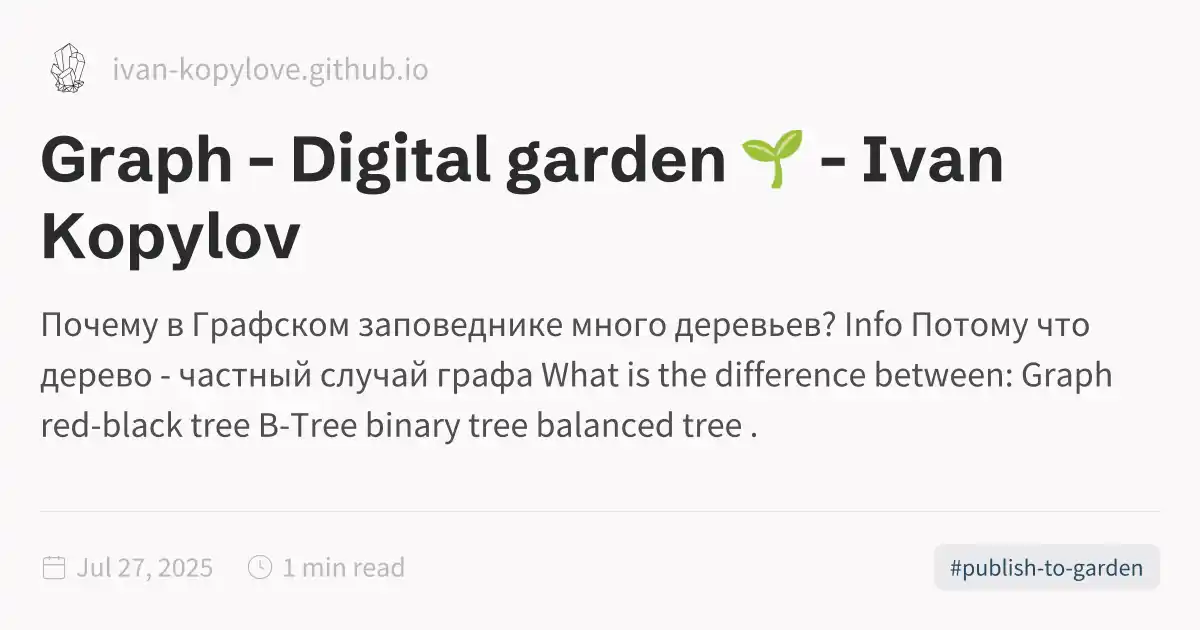 ivan-kopylove.github.io
Graph - Digital garden 🌱 - Ivan
Kopylov
Почему в Графском заповеднике много деревьев? Info Потому что
дерево - частный случай графа What is the difference between: Graph
red-black tree B-Tree binary tree balanced tree .
Jul 27, 2025 1 min read
#publish-to-garden